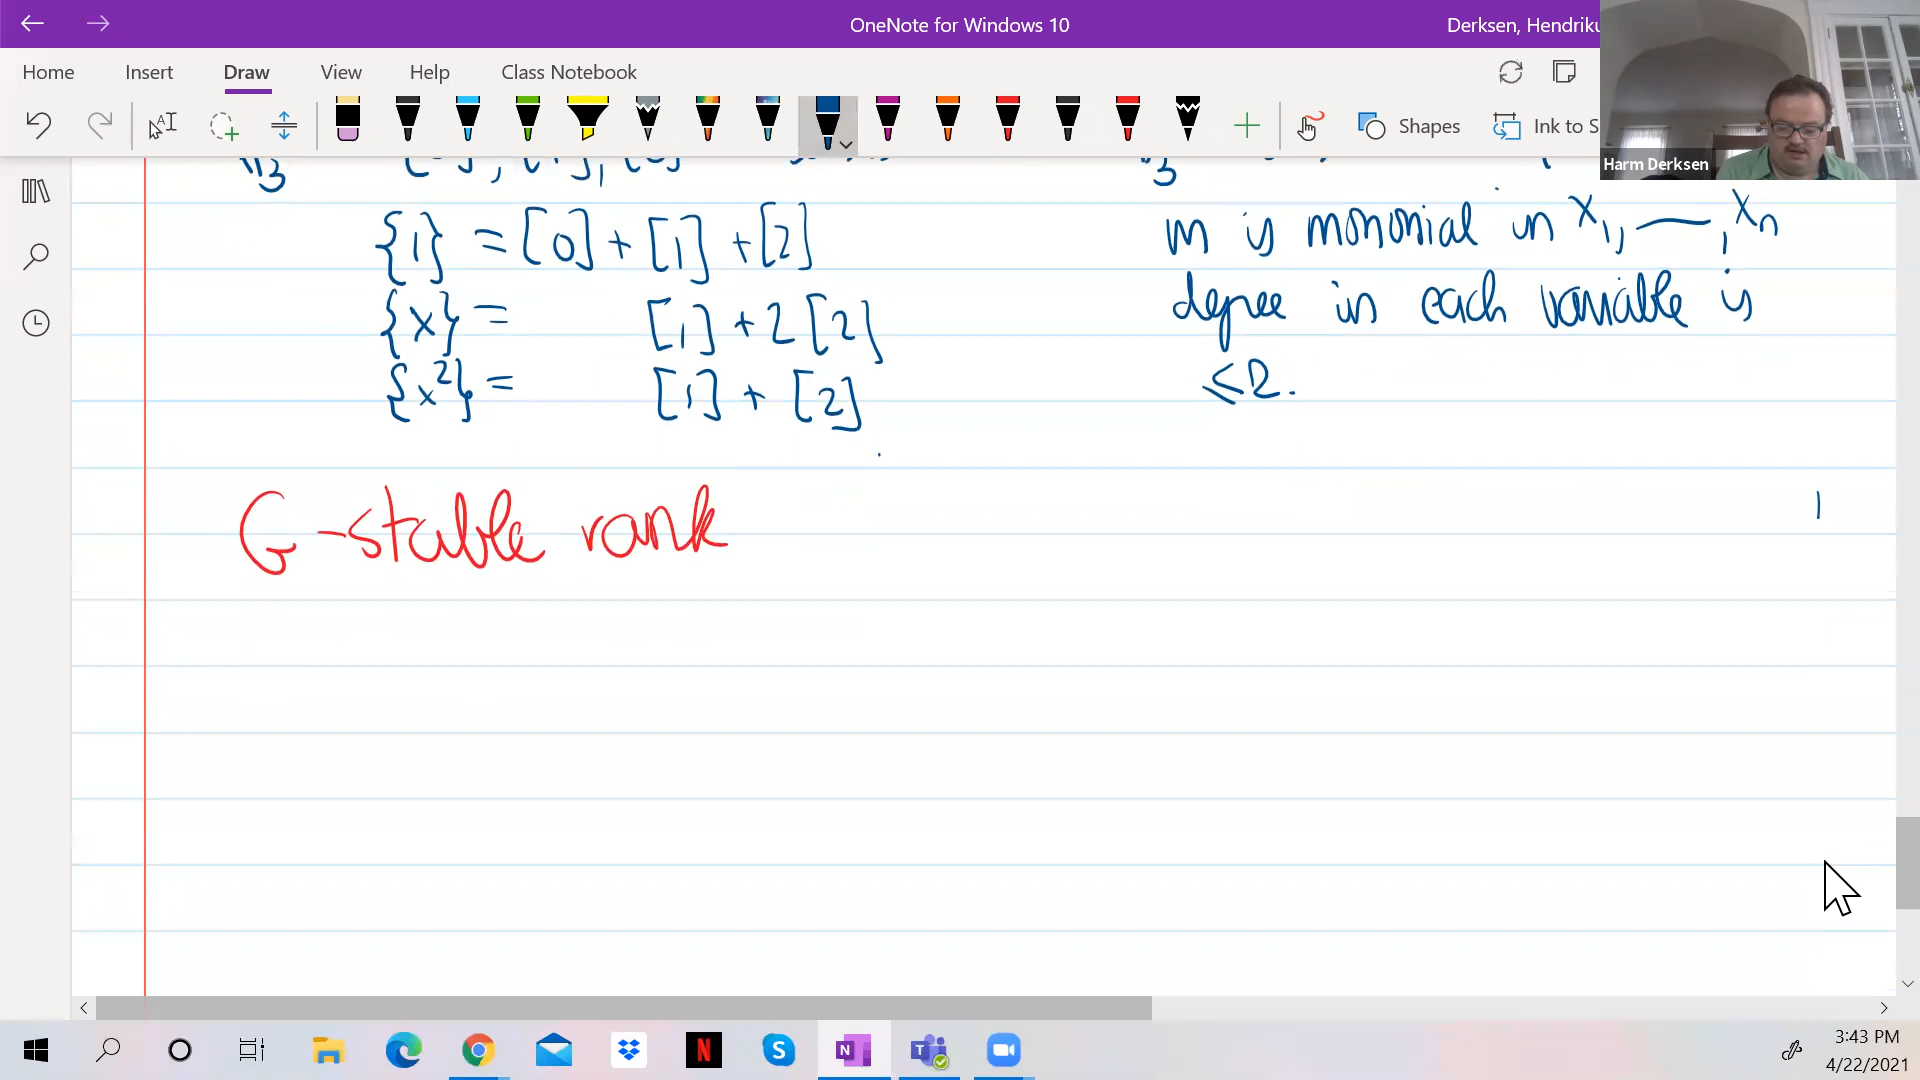 OneNote for Windows 10
Derksen, Hendriku
Home Insert Draw View Help Class Notebook
Shapes Ink to S
Harm Derksen
{1} = [0] + [1] + [2]
{x} = [1] + 2 [2]
{x²} = [1] + [2]
m is monomial in x₁, — , xₙ
degree in each variable is
≤2.
G-stable rank
3:43 PM
4/22/2021